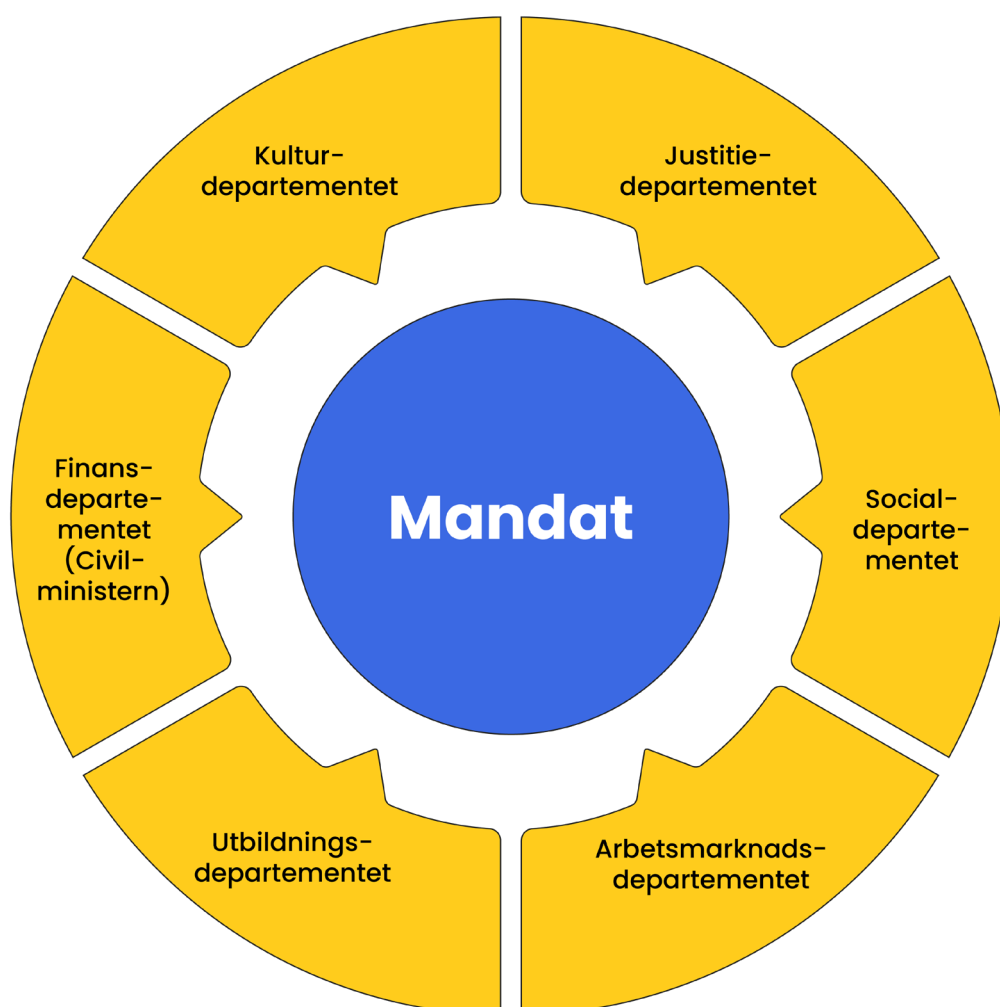 Kultur-
departementet
Justitie-
departementet
Finans-
departe-
mentet
(Civil-
ministern)
Mandat
Social-
departe-
mentet
Utbildnings-
departementet
Arbetsmarknads-
departementet